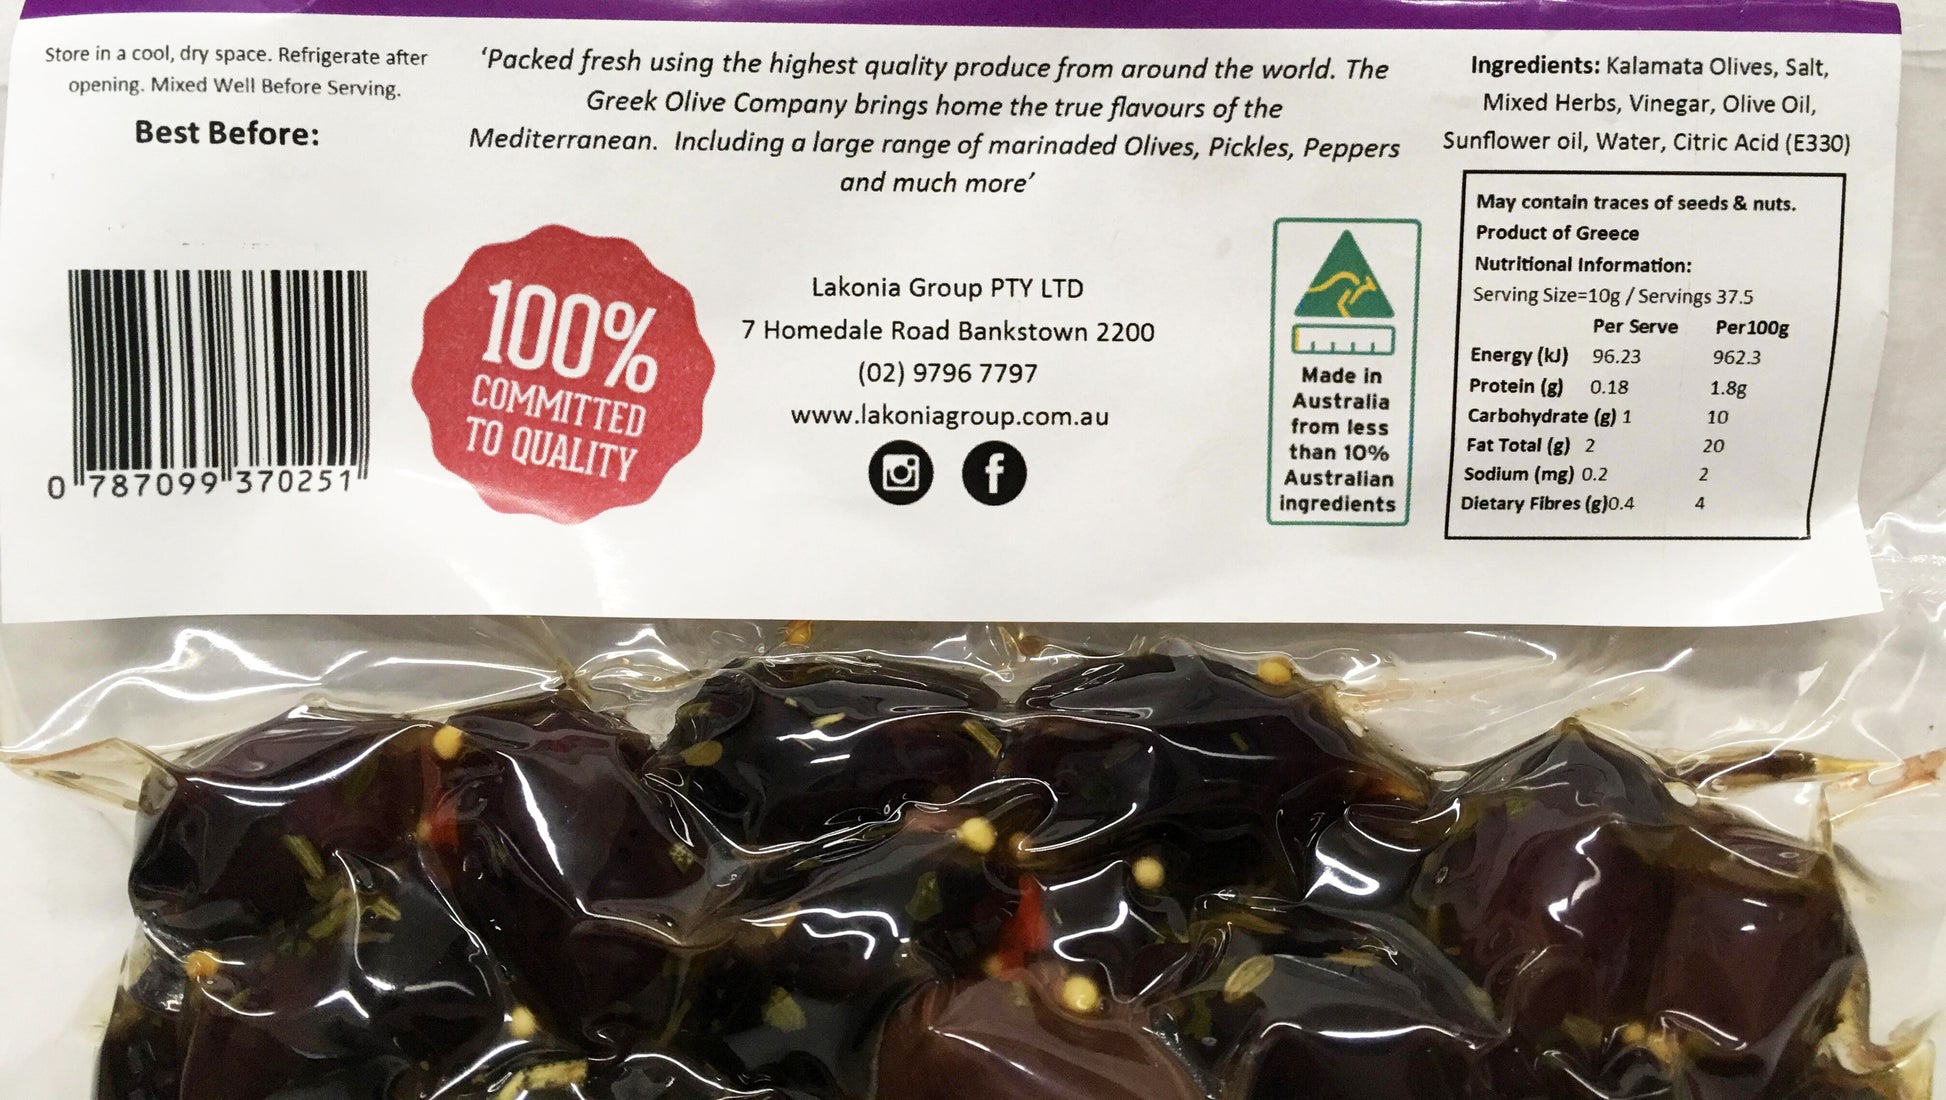 Store in a cool, dry space. Refrigerate after
opening. Mixed Well Before Serving.
Best Before:
0 787099 370251
'Packed fresh using the highest quality produce from around the world. The
Greek Olive Company brings home the true flavours of the
Mediterranean. Including a large range of marinaded Olives, Pickles, Peppers
and much more'
100%
COMMITTED
TO QUALITY
Lakonia Group PTY LTD
7 Homedale Road Bankstown 2200
(02) 9796 7797
www.lakoniagroup.com.au
Made in
Australia
from less
than 10%
Australian
ingredients
Ingredients: Kalamata Olives, Salt,
Mixed Herbs, Vinegar, Olive Oil,
Sunflower oil, Water, Citric Acid (E330)
May contain traces of seeds & nuts.
Product of Greece
Nutritional Information:
Serving Size=10g / Servings 37.5
Per Serve Per100g
Energy (kJ) 96.23 962.3
Protein (g) 0.18 1.8g
Carbohydrate (g) 1 10
Fat Total (g) 2 20
Sodium (mg) 0.2 2
Dietary Fibres (g)0.4 4